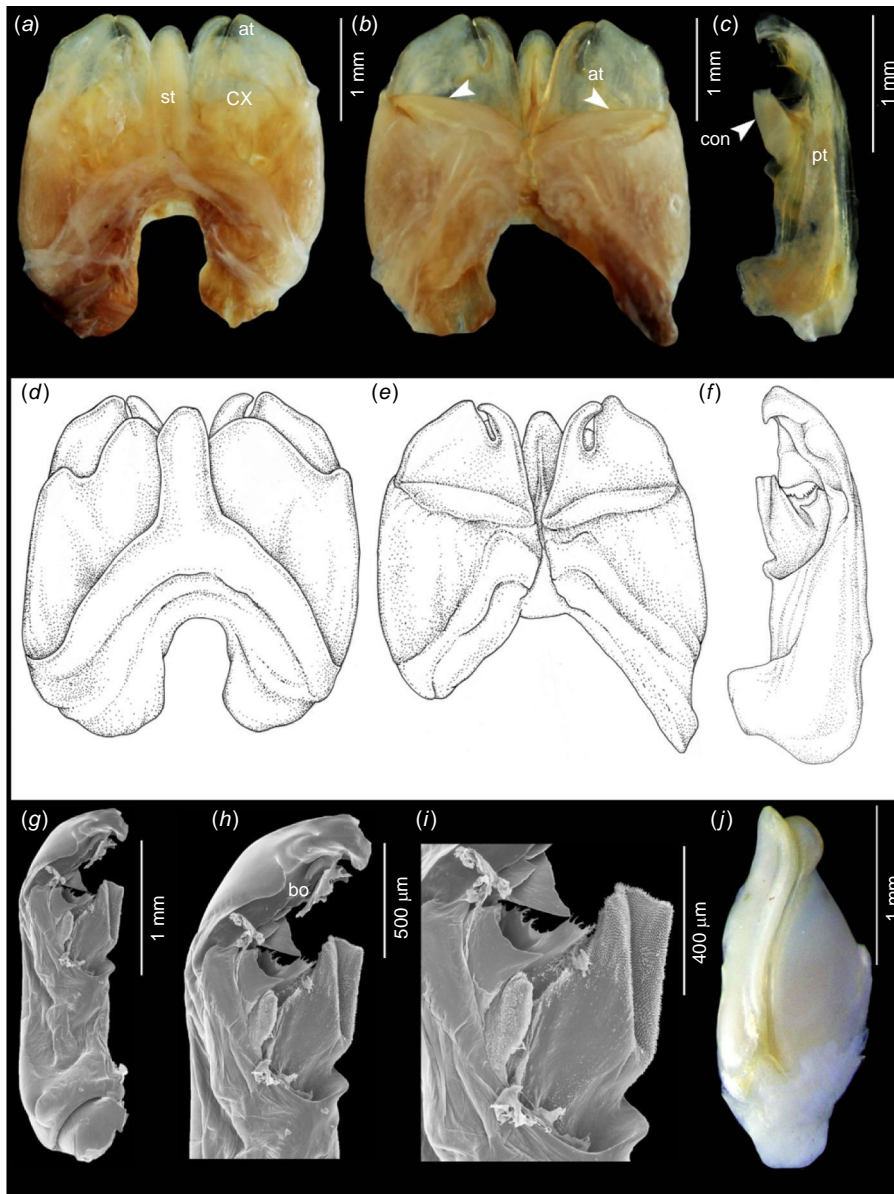 (a)
at
st
CX
1 mm
(b)
at
1 mm
(c)
con
pt
1 mm
(d)
(e)
(f)
(g)
1 mm
(h)
bo
500 µm
(i)
400 µm
(j)
1 mm